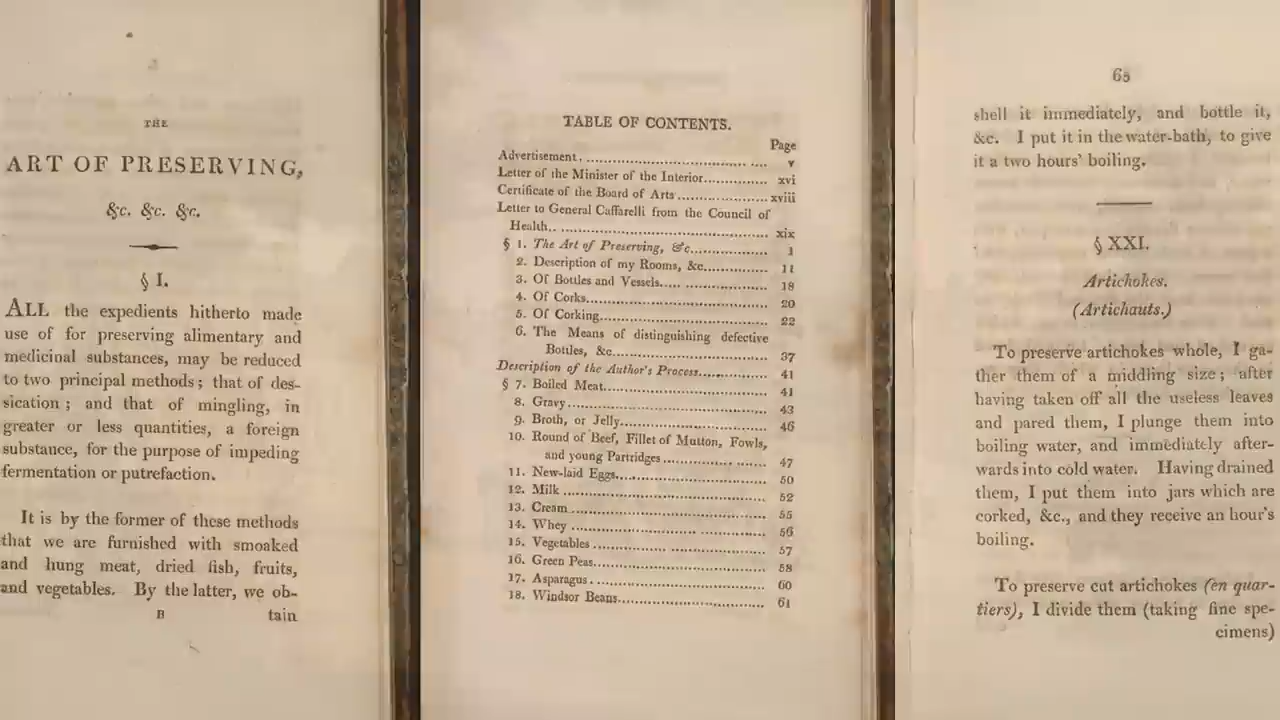 THE
ART OF PRESERVING,
&c. &c. &c.
§ I.
ALL the expedients hitherto made
use of for preserving alimentary and
medicinal substances, may be reduced
to two principal methods; that of des-
sication; and that of mingling, in
greater or less quantities, a foreign
substance, for the purpose of impeding
fermentation or putrefaction.
It is by the former of these methods
that we are furnished with smoaked
and hung meat, dried fish, fruits,
and vegetables. By the latter, we ob-
B tain
TABLE OF CONTENTS.
Page
Advertisement. .......................... v
Letter of the Minister of the Interior.............. xvi
Certificate of the Board of Arts .................... xviii
Letter to General Caffarelli from the Council of
Health.. ........................................ xix
§ 1. The Art of Preserving, &c................ 1
2. Description of my Rooms, &c............. 11
3. Of Bottles and Vessels..................... 18
4. Of Corks................................. 20
5. Of Corking............................... 22
6. The Means of distinguishing defective
Bottles, &c............................ 37
Description of the Author's Process............... 41
§ 7. Boiled Meat.............................. 41
8. Gravy................................... 43
9. Broth, or Jelly........................... 46
10. Round of Beef, Fillet of Mutton, Fowls,
and young Partridges .................. 47
11. New-laid Eggs............................ 50
12. Milk .................................... 52
13. Cream................................... 55
14. Whey ................................... 56
15. Vegetables ............................... 57
16. Green Peas............................... 58
17. Asparagus. .............................. 60
18. Windsor Beans........................... 61
65
shell it immediately, and bottle it,
&c. I put it in the water-bath, to give
it a two hours' boiling.
§ XXI.
Artichokes.
(Artichauts.)
To preserve artichokes whole, I ga-
ther them of a middling size; after
having taken off all the useless leaves
and pared them, I plunge them into
boiling water, and immediately after-
wards into cold water. Having drained
them, I put them into jars which are
corked, &c., and they receive an hour's
boiling.
To preserve cut artichokes (en quar-
tiers), I divide them (taking fine spe-
cimens)